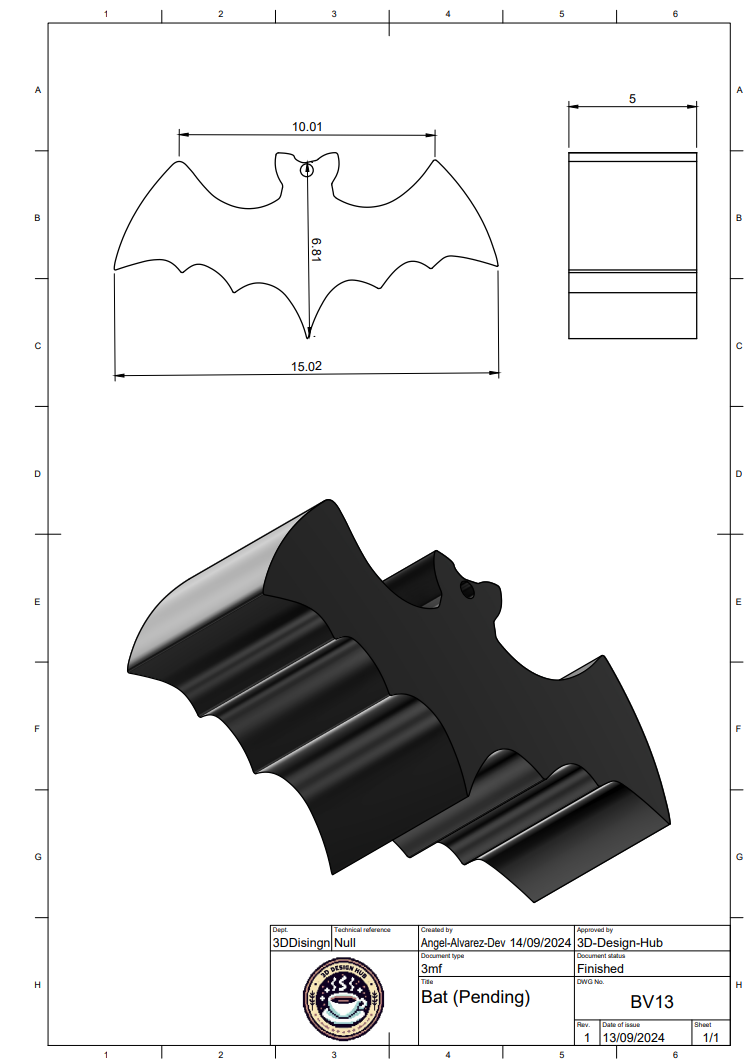 1 2 3 4 5 6
A A
10.01
5
B B
6.81
C C
15.02
D D
E E
F F
G G
Dept. Technical reference Created by Approved by
3DDisingn Null Angel-Alvarez-Dev 14/09/2024 3D-Design-Hub
Document type Document status
3mf Finished
3D DESIGN HUB
Title DWG No.
Bat (Pending) BV13
H H
Rev. Date of issue Sheet
1 13/09/2024 1/1
1 2 3 4 5 6